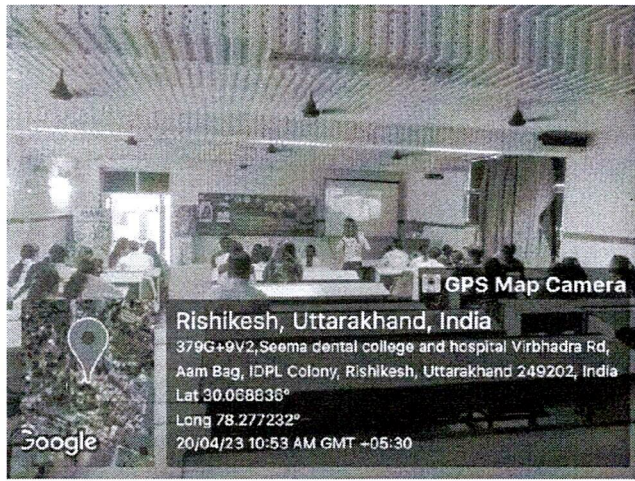 GPS Map Camera
Rishikesh, Uttarakhand, India
379G+9V2,Seema dental college and hospital Virbhadra Rd,
Aam Bag, IDPL Colony, Rishikesh, Uttarakhand 249202, India
Lat 30.068836°
Long 78.277232°
20/04/23 10:53 AM GMT +05:30
Google